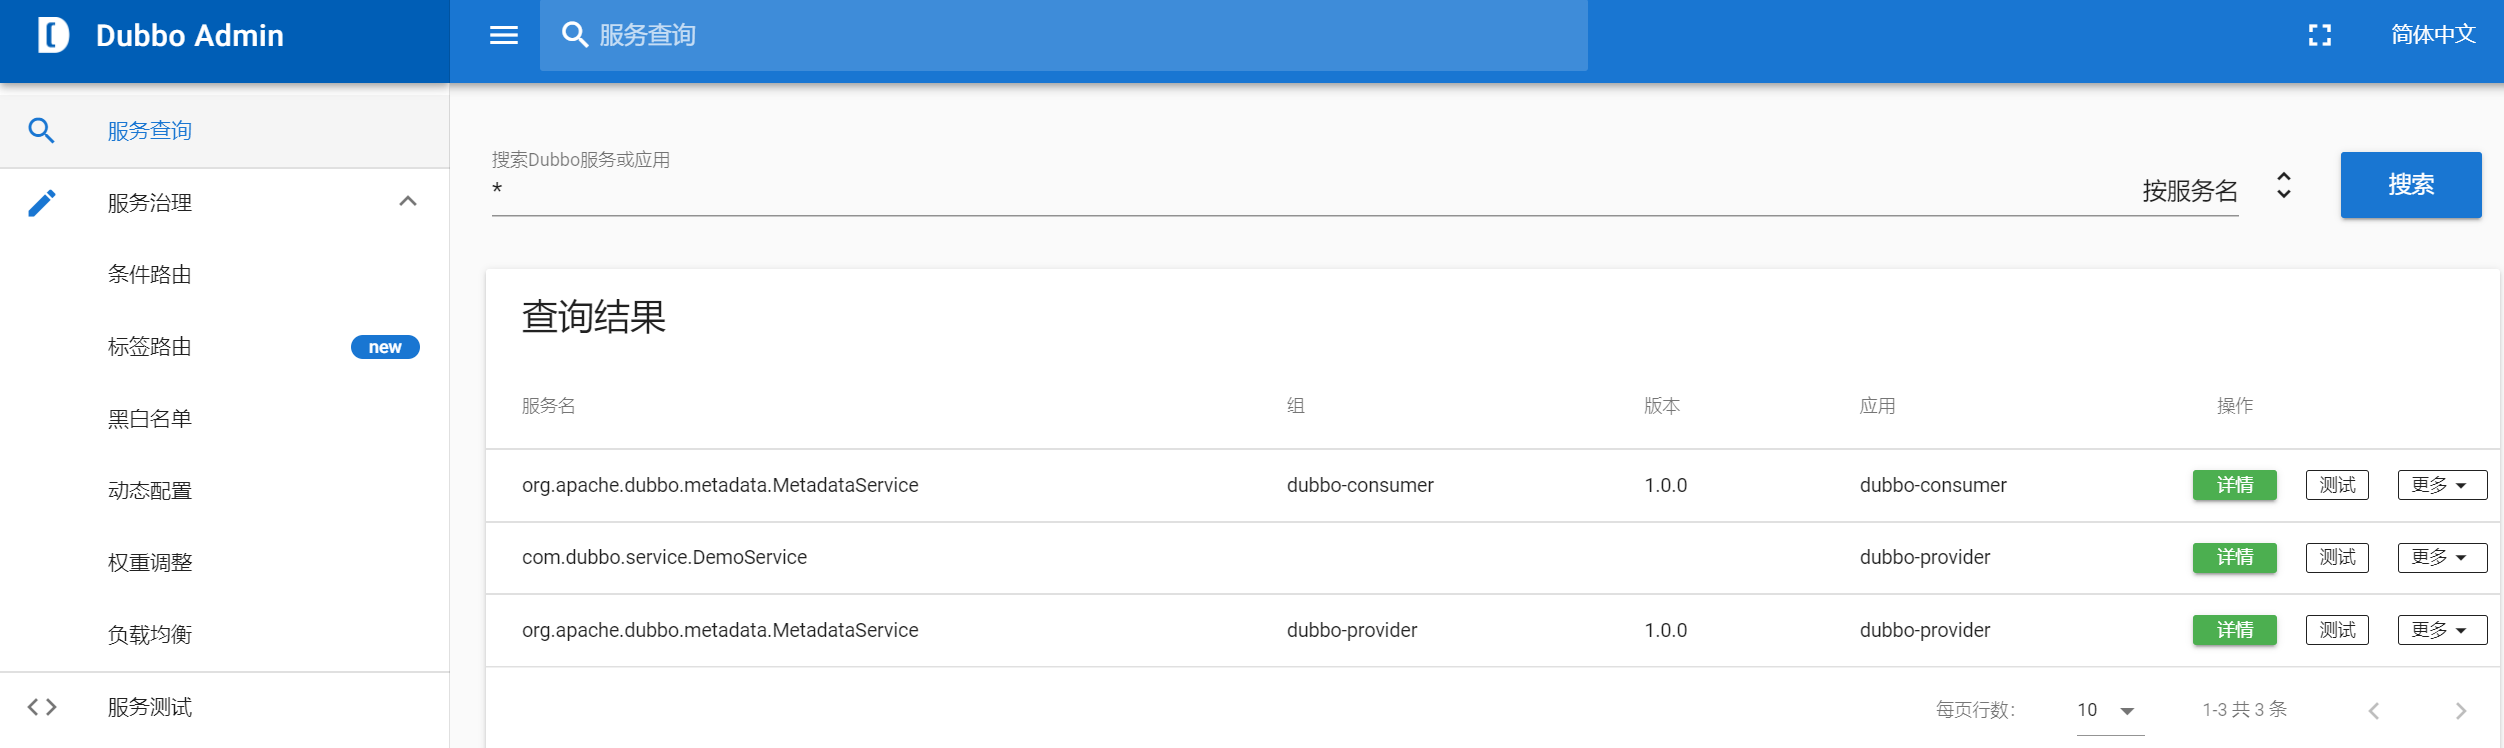 Dubbo Admin
服务查询
简体中文
服务查询
服务治理
条件路由
标签路由 new
黑白名单
动态配置
权重调整
负载均衡
服务测试
搜索Dubbo服务或应用
* 按服务名 搜索
查询结果
服务名 组 版本 应用 操作
org.apache.dubbo.metadata.MetadataService dubbo-consumer 1.0.0 dubbo-consumer 详情 测试 更多
com.dubbo.service.DemoService dubbo-provider 详情 测试 更多
org.apache.dubbo.metadata.MetadataService dubbo-provider 1.0.0 dubbo-provider 详情 测试 更多
每页行数: 10 1-3 共 3 条